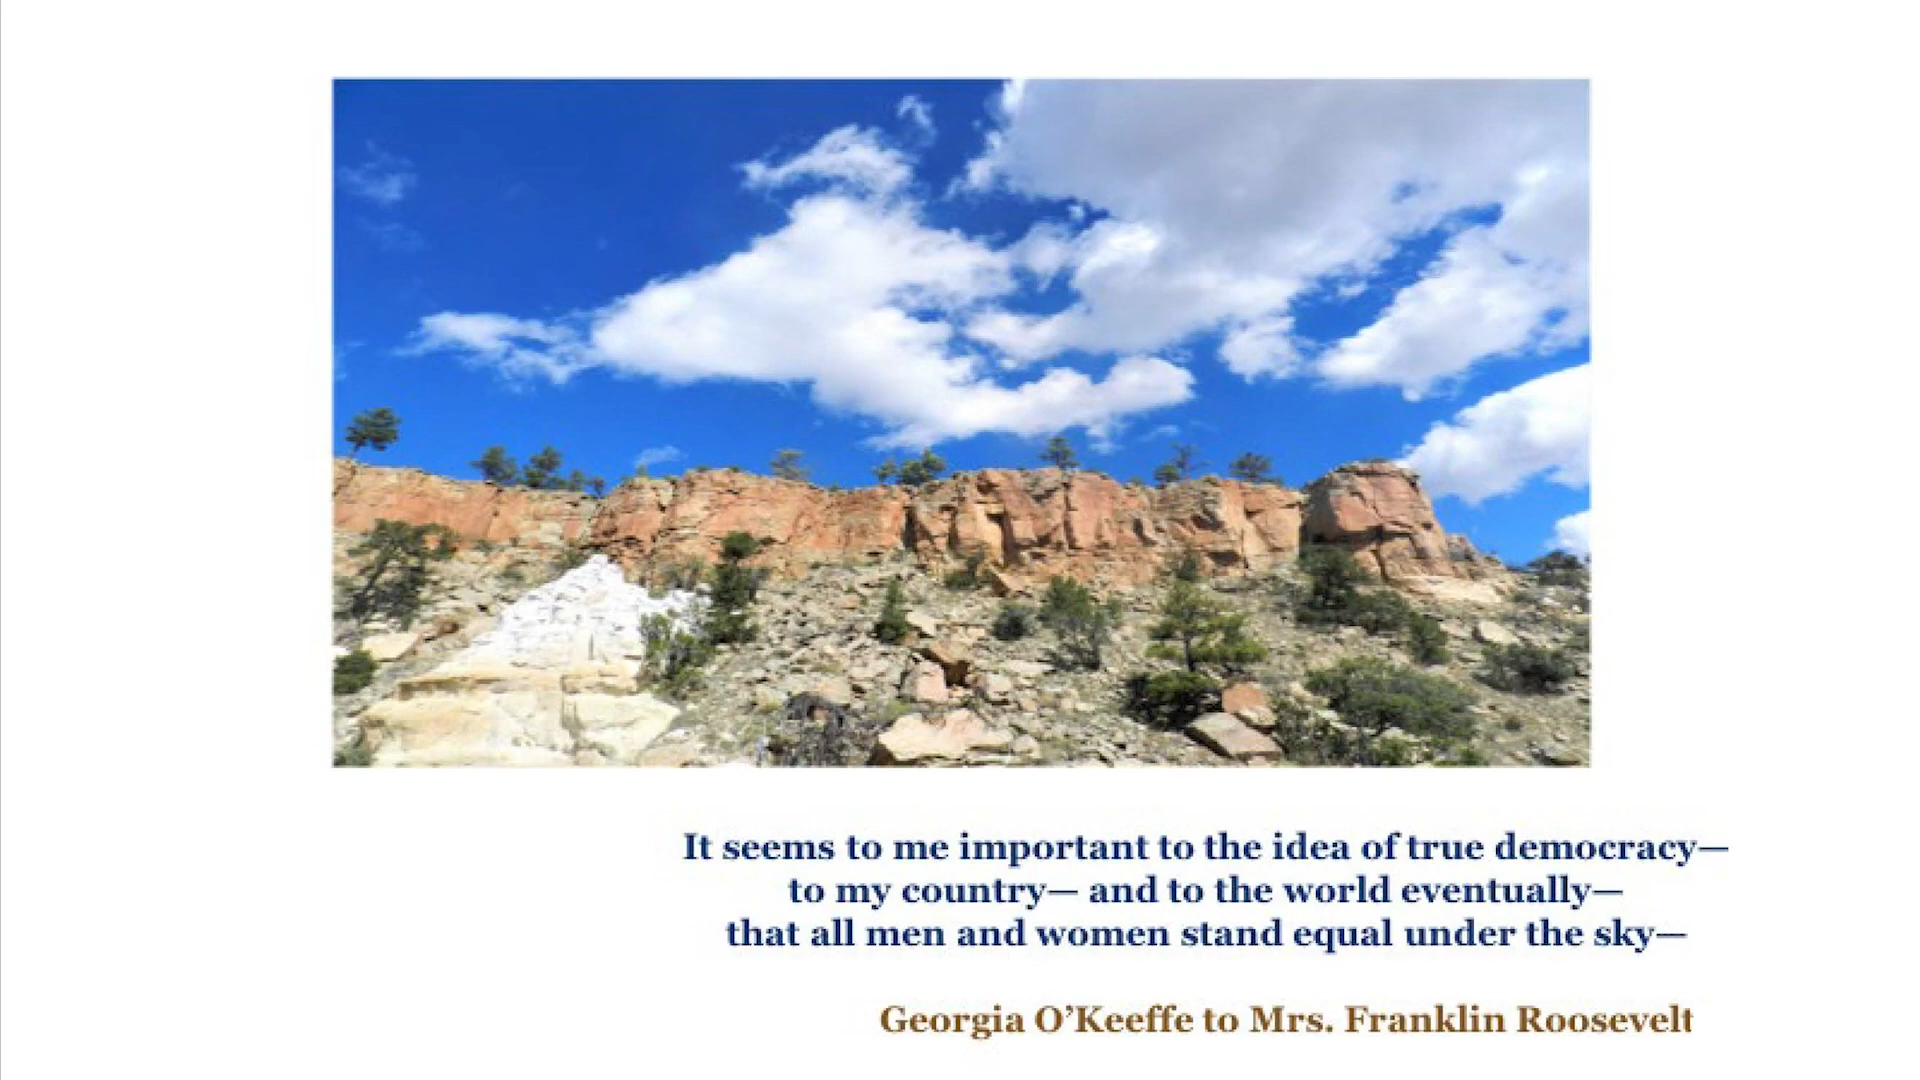 It seems to me important to the idea of true democracy—
to my country— and to the world eventually—
that all men and women stand equal under the sky—
Georgia O’Keeffe to Mrs. Franklin Roosevelt